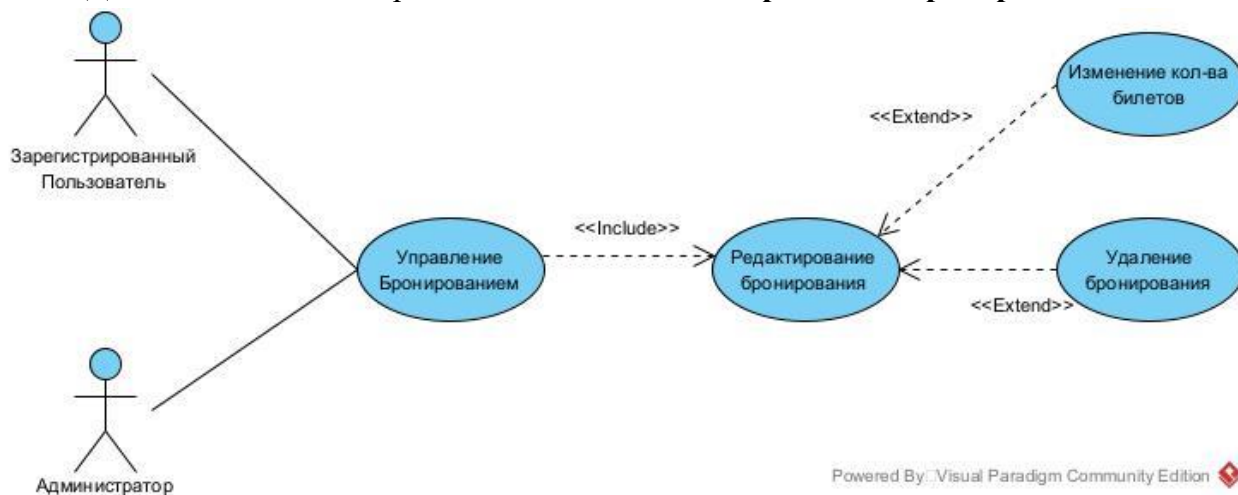 Изменение кол-ва
билетов
<<Extend>>
Зарегистрированный
Пользователь
<<Include>>
Управление
Бронированием
Редактирование
бронирования
Удаление
бронирования
<<Extend>>
Администратор
Powered By Visual Paradigm Community Edition